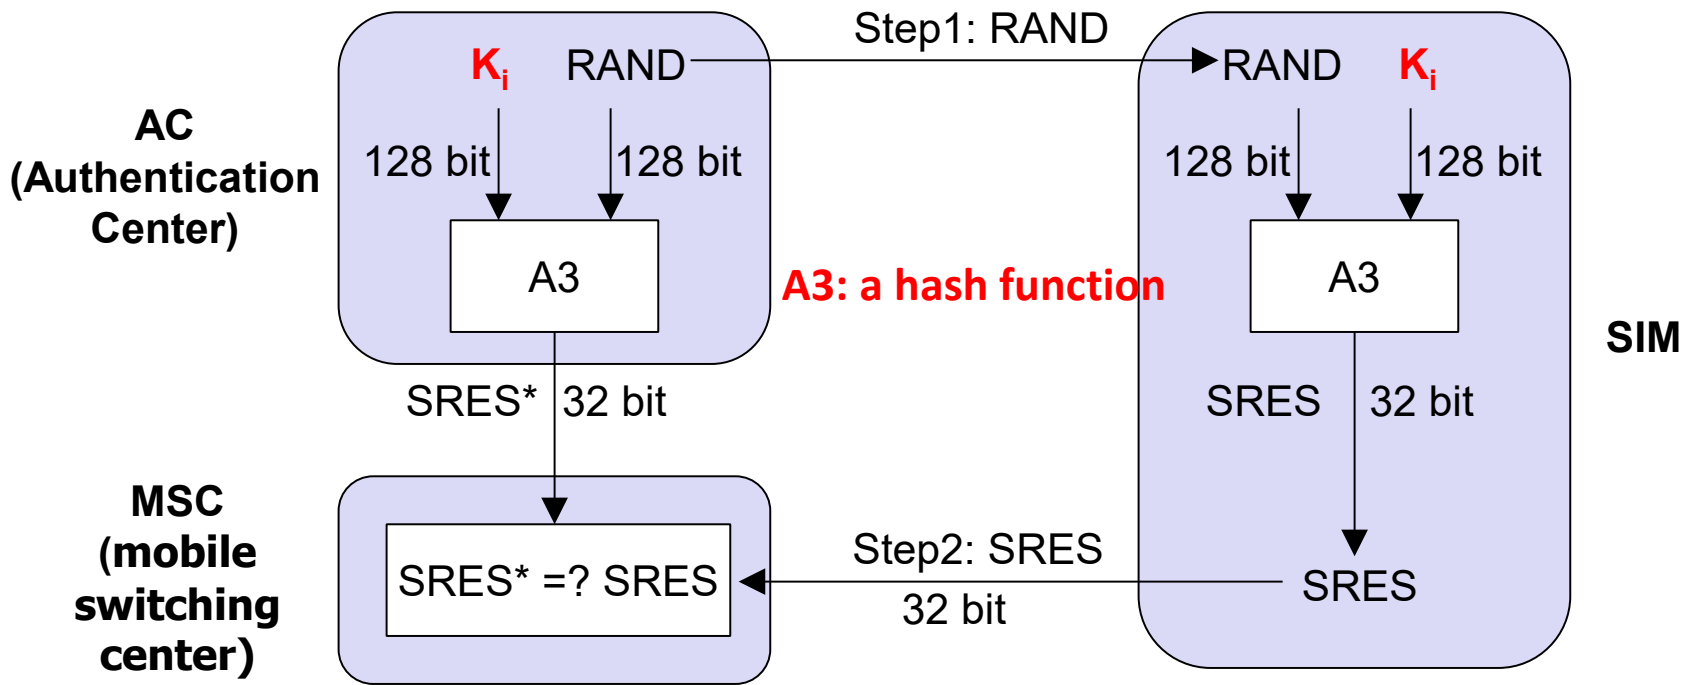 Step1: RAND
Ki RAND
RAND Ki
AC
(Authentication
Center)
128 bit 128 bit
128 bit 128 bit
A3
A3: a hash function
A3
SIM
SRES* 32 bit
SRES 32 bit
MSC
(mobile
switching
center)
SRES* =? SRES
Step2: SRES
32 bit
SRES